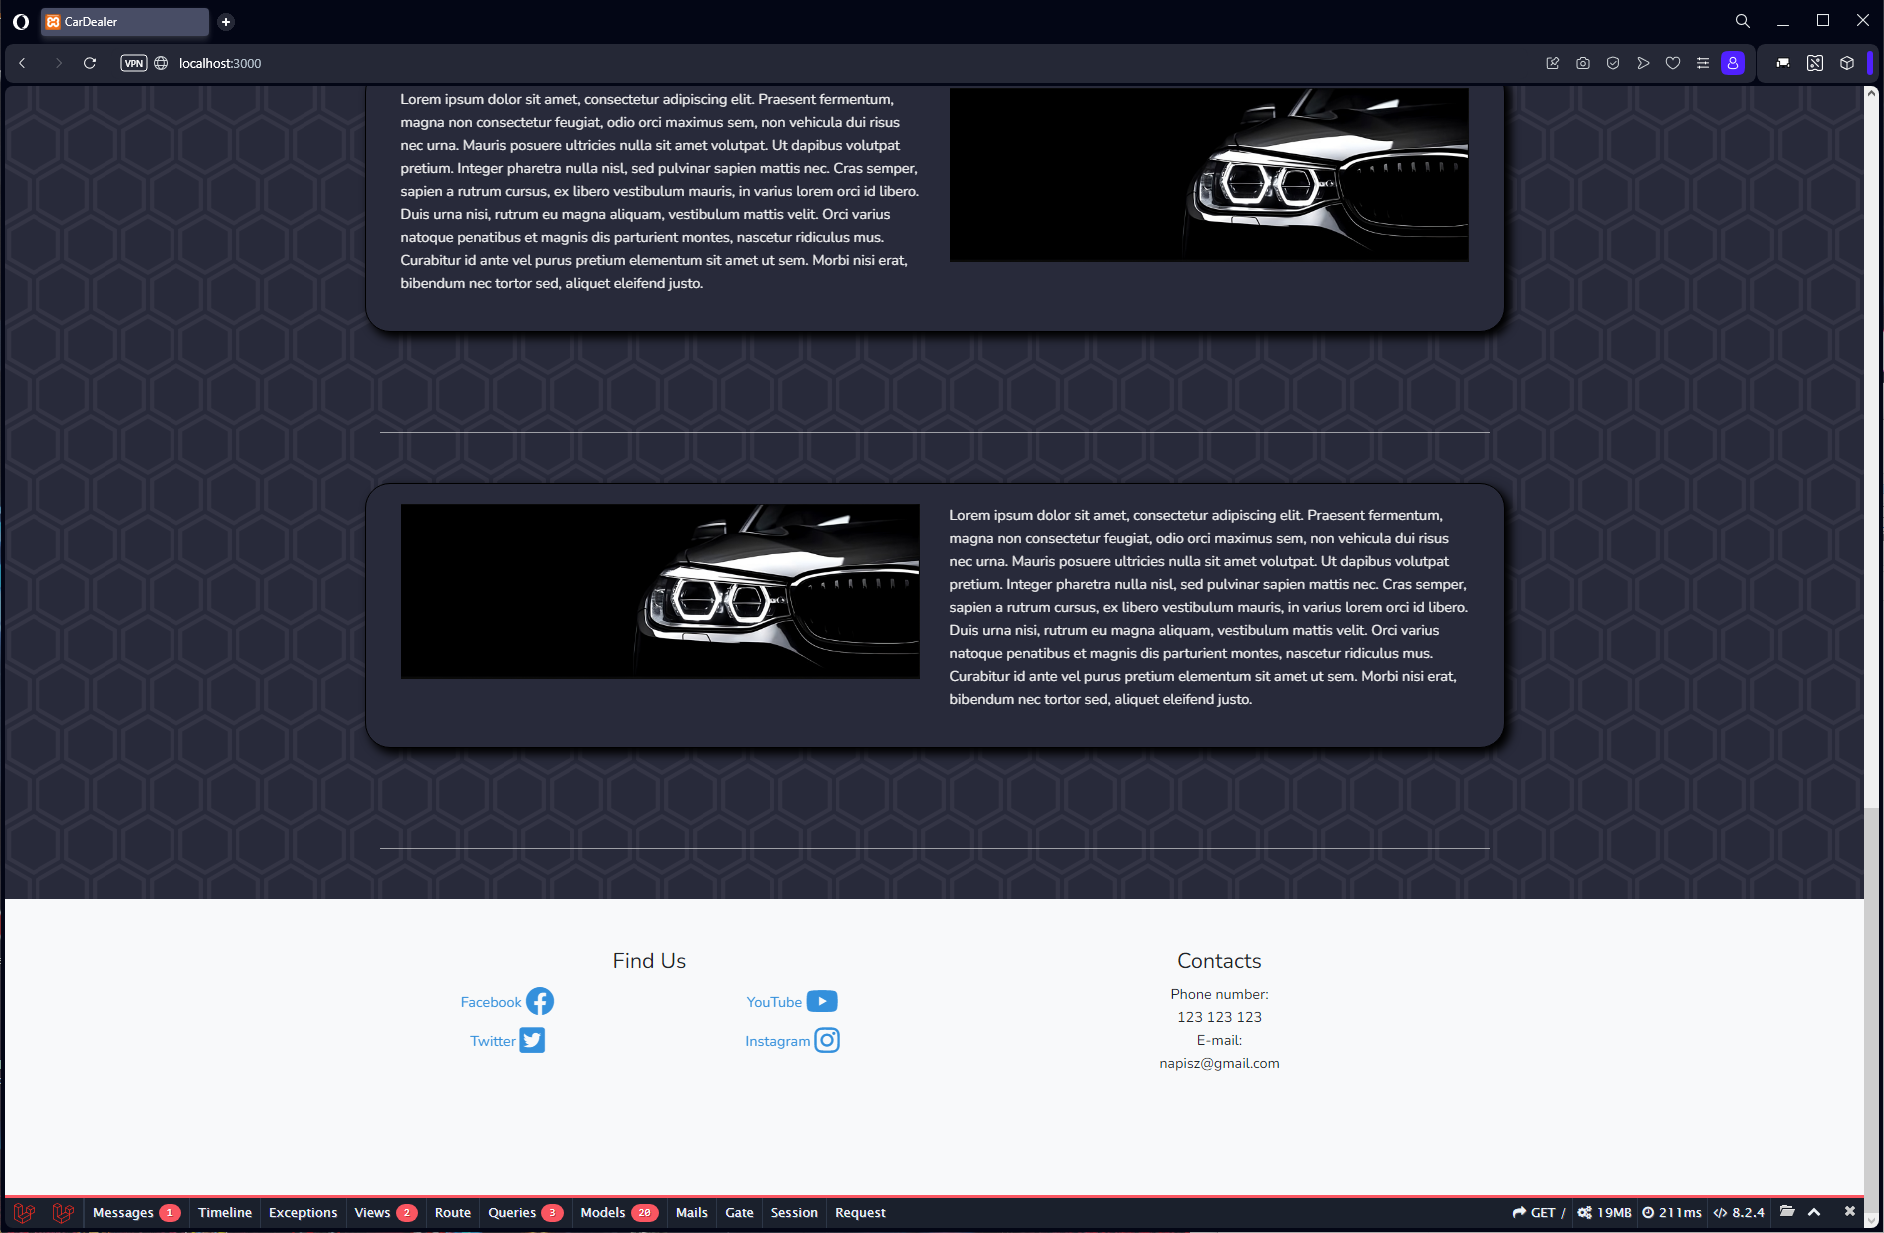 CarDealer
VPN
localhost:3000
Lorem ipsum dolor sit amet, consectetur adipiscing elit. Praesent fermentum,
magna non consectetur feugiat, odio orci maximus sem, non vehicula dui risus
nec urna. Mauris posuere ultricies nulla sit amet volutpat. Ut dapibus volutpat
pretium. Integer pharetra nulla nisl, sed pulvinar sapien mattis nec. Cras semper,
sapien a rutrum cursus, ex libero vestibulum mauris, in varius lorem orci id libero.
Duis urna nisi, rutrum eu magna aliquam, vestibulum mattis velit. Orci varius
natoque penatibus et magnis dis parturient montes, nascetur ridiculus mus.
Curabitur id ante vel purus pretium elementum sit amet ut sem. Morbi nisi erat,
bibendum nec tortor sed, aliquet eleifend justo.
Lorem ipsum dolor sit amet, consectetur adipiscing elit. Praesent fermentum,
magna non consectetur feugiat, odio orci maximus sem, non vehicula dui risus
nec urna. Mauris posuere ultricies nulla sit amet volutpat. Ut dapibus volutpat
pretium. Integer pharetra nulla nisl, sed pulvinar sapien mattis nec. Cras semper,
sapien a rutrum cursus, ex libero vestibulum mauris, in varius lorem orci id libero.
Duis urna nisi, rutrum eu magna aliquam, vestibulum mattis velit. Orci varius
natoque penatibus et magnis dis parturient montes, nascetur ridiculus mus.
Curabitur id ante vel purus pretium elementum sit amet ut sem. Morbi nisi erat,
bibendum nec tortor sed, aliquet eleifend justo.
Find Us
Facebook
YouTube
Twitter
Instagram
Contacts
Phone number:
123 123 123
E-mail:
napisz@gmail.com
Messages 1 Timeline Exceptions Views 2 Route Queries 3 Models 20 Mails Gate Session Request GET / 19MB 211ms 8.2.4